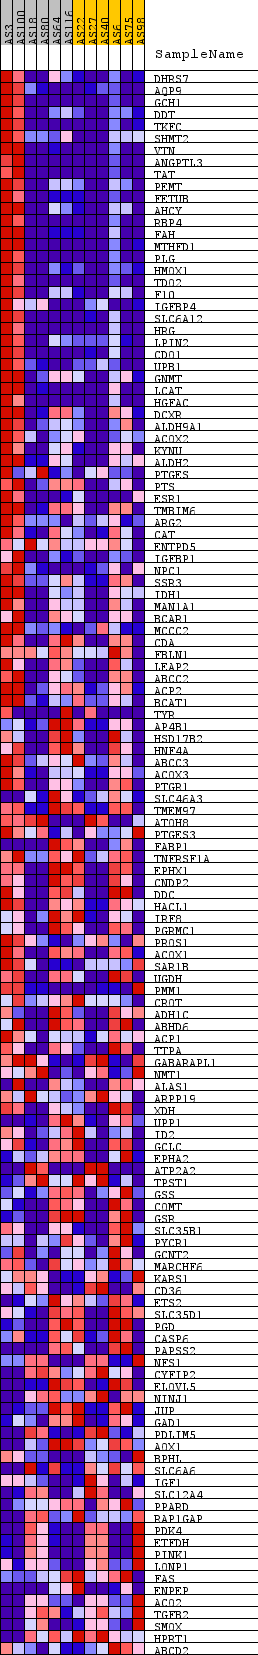 AS3
AS100
AS18
AS80
AS64
AS116
AS22
AS27
AS40
AS6
AS75
AS98
SampleName
DHRS7
AQP9
GCH1
DDT
TKFC
SHMT2
VTN
ANGPTL3
TAT
PEMT
FETUB
AHCY
RBP4
FAH
MTHFD1
PLG
HMOX1
TDO2
F10
IGFBP4
SLC6A12
HRG
LPIN2
CDO1
UPB1
GNMT
LCAT
HGFAC
DCXR
ALDH9A1
ACOX2
KYNU
ALDH2
PTGES
PTS
ESR1
TMBIM6
ARG2
CAT
ENTPD5
IGFBP1
NPC1
SSR3
IDH1
MAN1A1
BCAR1
MCCC2
CDA
FBLN1
LEAP2
ABCC2
ACP2
BCAT1
TYR
AP4B1
HSD17B2
HNF4A
ABCC3
ACOX3
PTGR1
SLC46A3
TMEM97
ATOH8
PTGES3
FABP1
TNFRSF1A
EPHX1
CNDP2
DDC
HACL1
IRF8
PGRMC1
PROS1
ACOX1
SAR1B
UGDH
PMM1
CROT
ADH1C
ABHD6
ACP1
TTPA
GABARAPL1
NMT1
ALAS1
ARPP19
XDH
UPP1
ID2
GCLC
EPHA2
ATP2A2
TPST1
GSS
COMT
GSR
SLC35B1
PYCR1
GCNT2
MARCHF6
KARS1
CD36
ETS2
SLC35D1
PGD
CASP6
PAPSS2
NFS1
CYFIP2
ELOVL5
NINJ1
JUP
GAD1
PDLIM5
AOX1
BPHL
SLC6A6
IGF1
SLC12A4
PPARD
RAP1GAP
PDK4
ETFDH
PINK1
LONP1
FAS
ENPEP
ACO2
TGFB2
SMOX
HPRT1
ABCD2